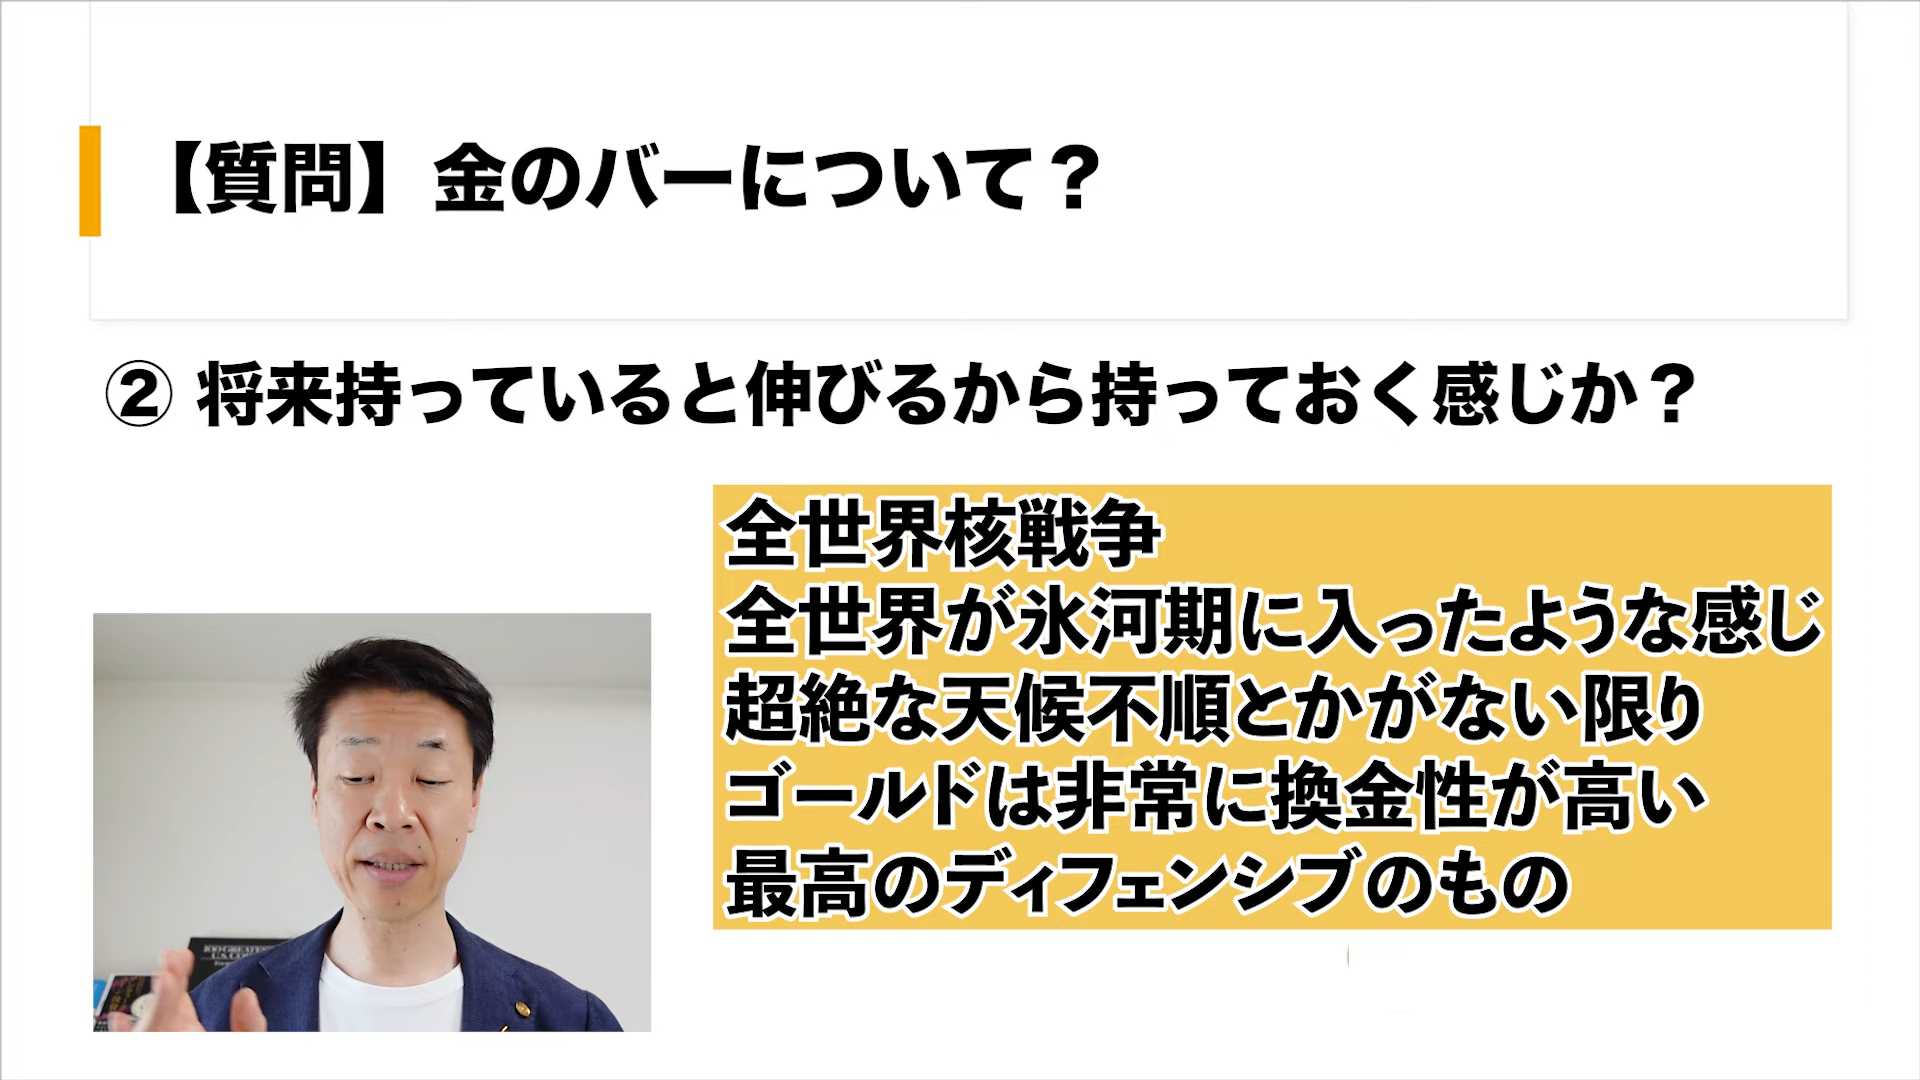 【質問】金のバーについて？
② 将来持っていると伸びるから持っておく感じか？
全世界核戦争
全世界が氷河期に入ったような感じ
超絶な天候不順とかがない限り
ゴールドは非常に換金性が高い
最高のディフェンシブのもの
100 GREATEST
U.S. COINS